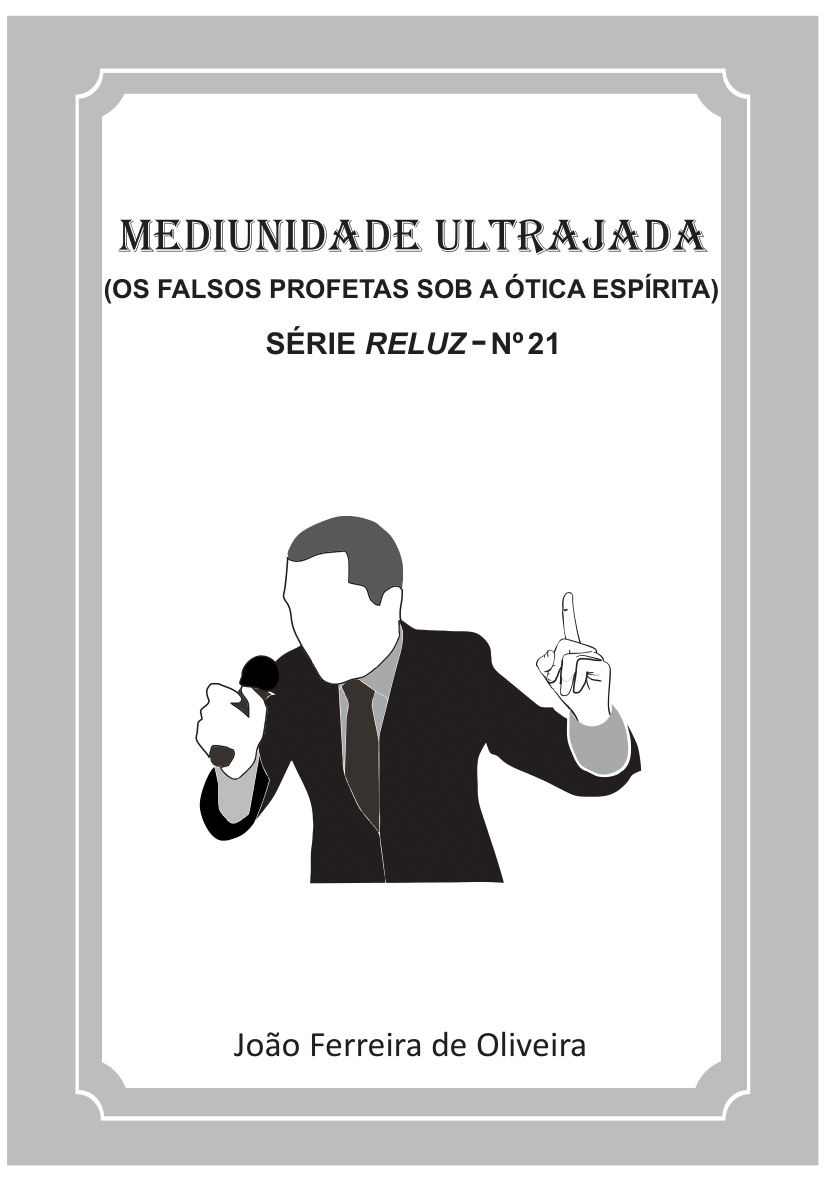 MEDIUNIDADE ULTRAJADA
(OS FALSOS PROFETAS SOB A ÓTICA ESPÍRITA)
SÉRIE RELUZ - Nº 21
João Ferreira de Oliveira